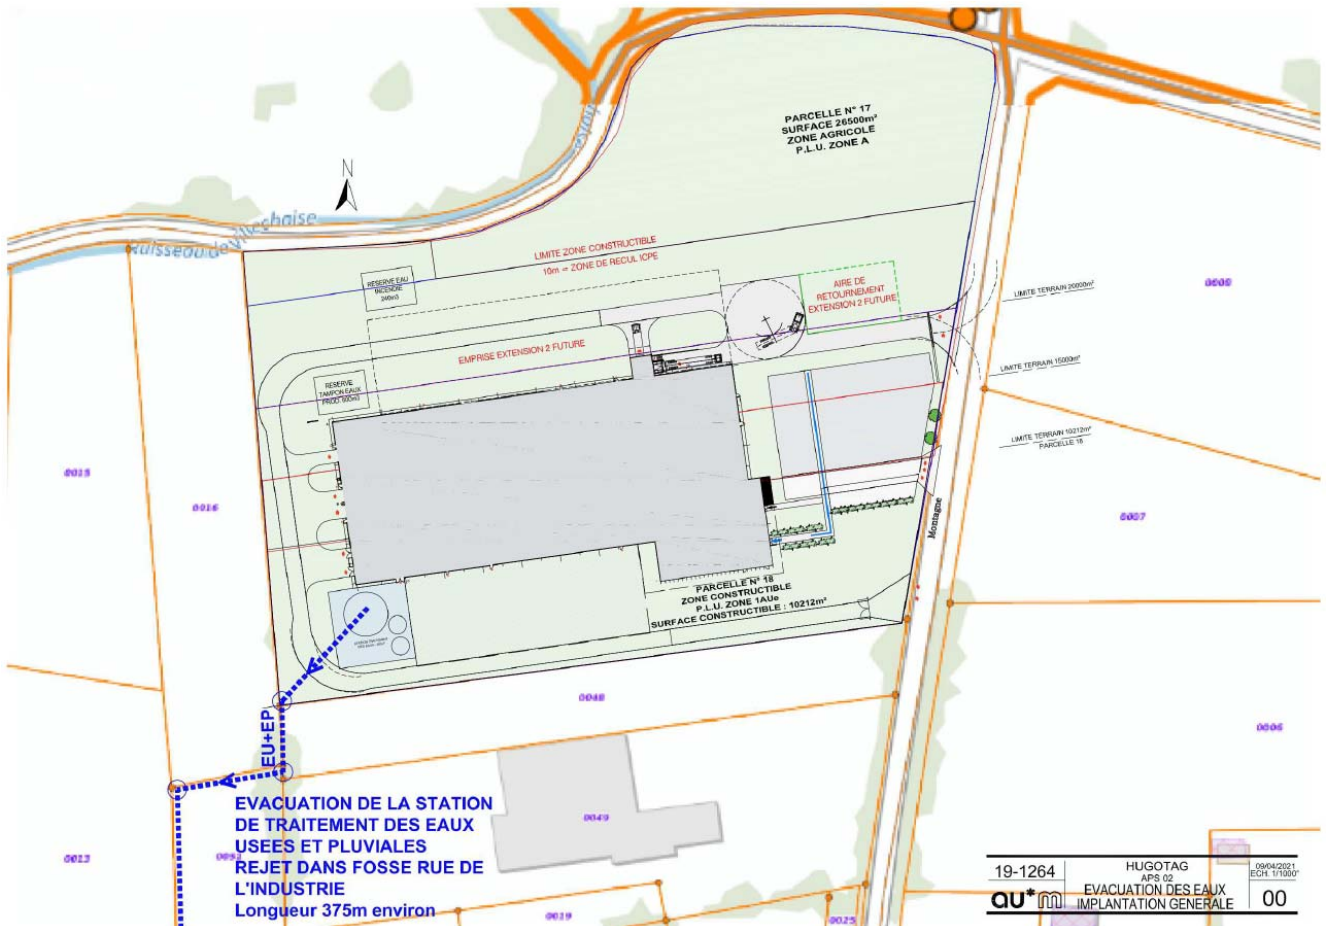 PARCELLE N° 17
SURFACE 26500m²
ZONE AGRICOLE
P.L.U. ZONE A
N
Ruisseau de Villechaise
LIMITE ZONE CONSTRUCTIBLE
10m = ZONE DE RECUL ICPE
RESERVE EAU
INCENDIE
240m3
AIRE DE
RETOURNEMENT
EXTENSION 2 FUTURE
LIMITE TERRAIN 20000m²
EMPRISE EXTENSION 2 FUTURE
LIMITE TERRAIN 15000m²
RESERVE
TAMPON EAUX
LIMITE TERRAIN 10212m²
PARCELLE 18
0015
0016
0007
Montagne
PARCELLE N° 18
ZONE CONSTRUCTIBLE
P.L.U. ZONE 1AUe
SURFACE CONSTRUCTIBLE : 10212m²
0048
0006
EU+EP
EVACUATION DE LA STATION
DE TRAITEMENT DES EAUX
USEES ET PLUVIALES
REJET DANS FOSSE RUE DE
L'INDUSTRIE
Longueur 375m environ
0049
0013
0019
0025
19-1264
HUGOTAG
APS 02
EVACUATION DES EAUX
IMPLANTATION GENERALE
09/04/2021
ECH. 1/1000°
00
au*m